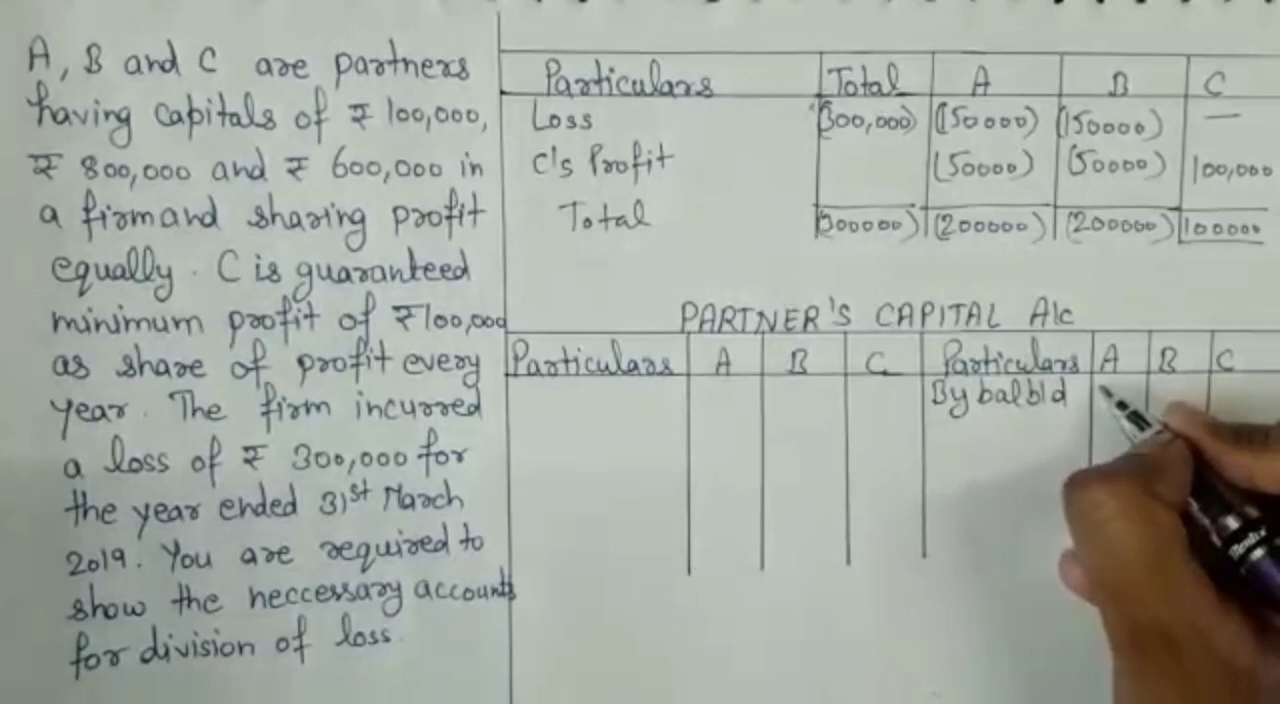 A, B and C are partners
having capitals of ₹ 100,000,
₹ 800,000 and ₹ 600,000 in
a firm and sharing profit
equally. C is guaranteed
minimum profit of ₹100,000
as share of profit every
year. The firm incurred
a loss of ₹ 300,000 for
the year ended 31st March
2019. You are required to
show the neccessary accounts
for division of loss.
Particulars Total A B C
Loss (300,000) (150000) (150000) —
C's Profit (50000) (50000) 100,000
Total (300000) (200000) (200000) 100000
PARTNER'S CAPITAL A/c
Particulars A B C Particulars A B C
By bal b/d